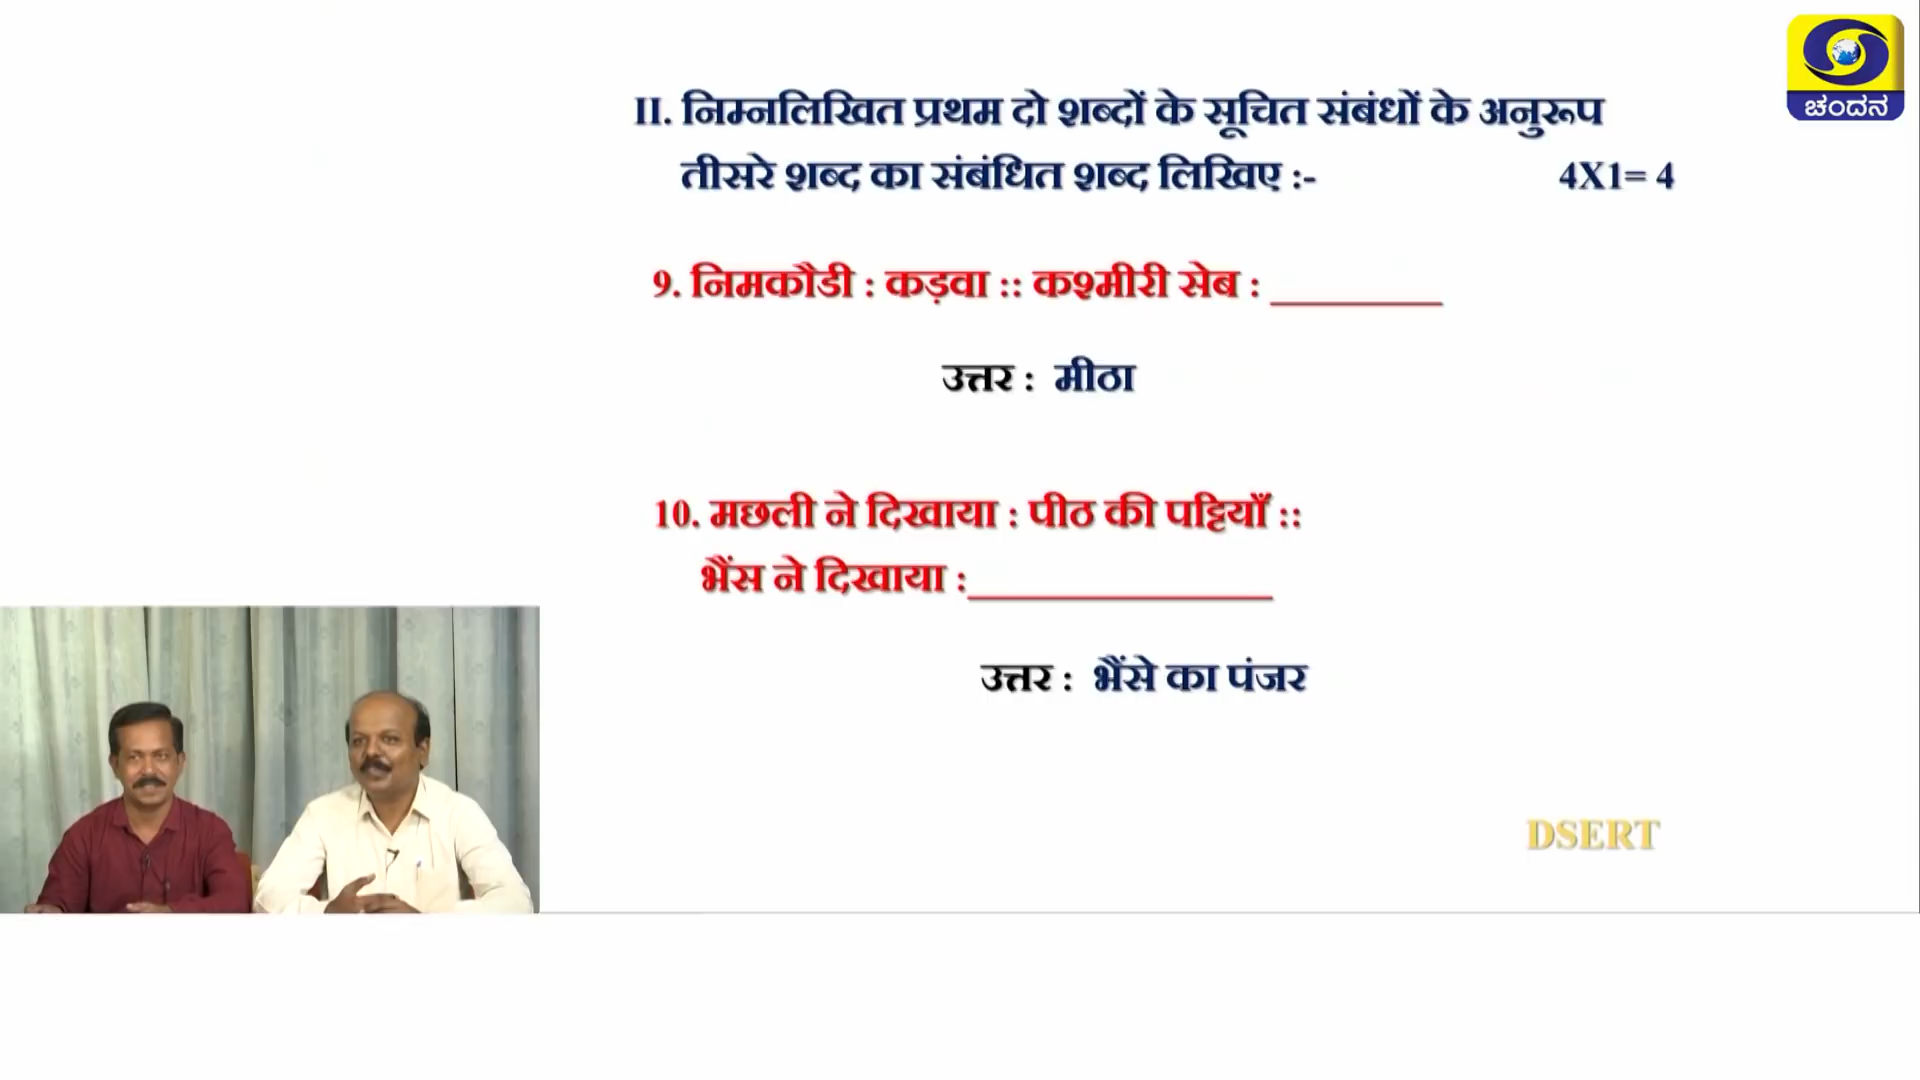 ಚಂದನ
II. निम्नलिखित प्रथम दो शब्दों के सूचित संबंधों के अनुरूप
तीसरे शब्द का संबंधित शब्द लिखिए :- 4X1= 4
9. निमकौडी : कड़वा :: कश्मीरी सेब : ________
उत्तर : मीठा
10. मछली ने दिखाया : पीठ की पट्टियाँ ::
भैंस ने दिखाया :______________
उत्तर : भैंसे का पंजर
DSERT